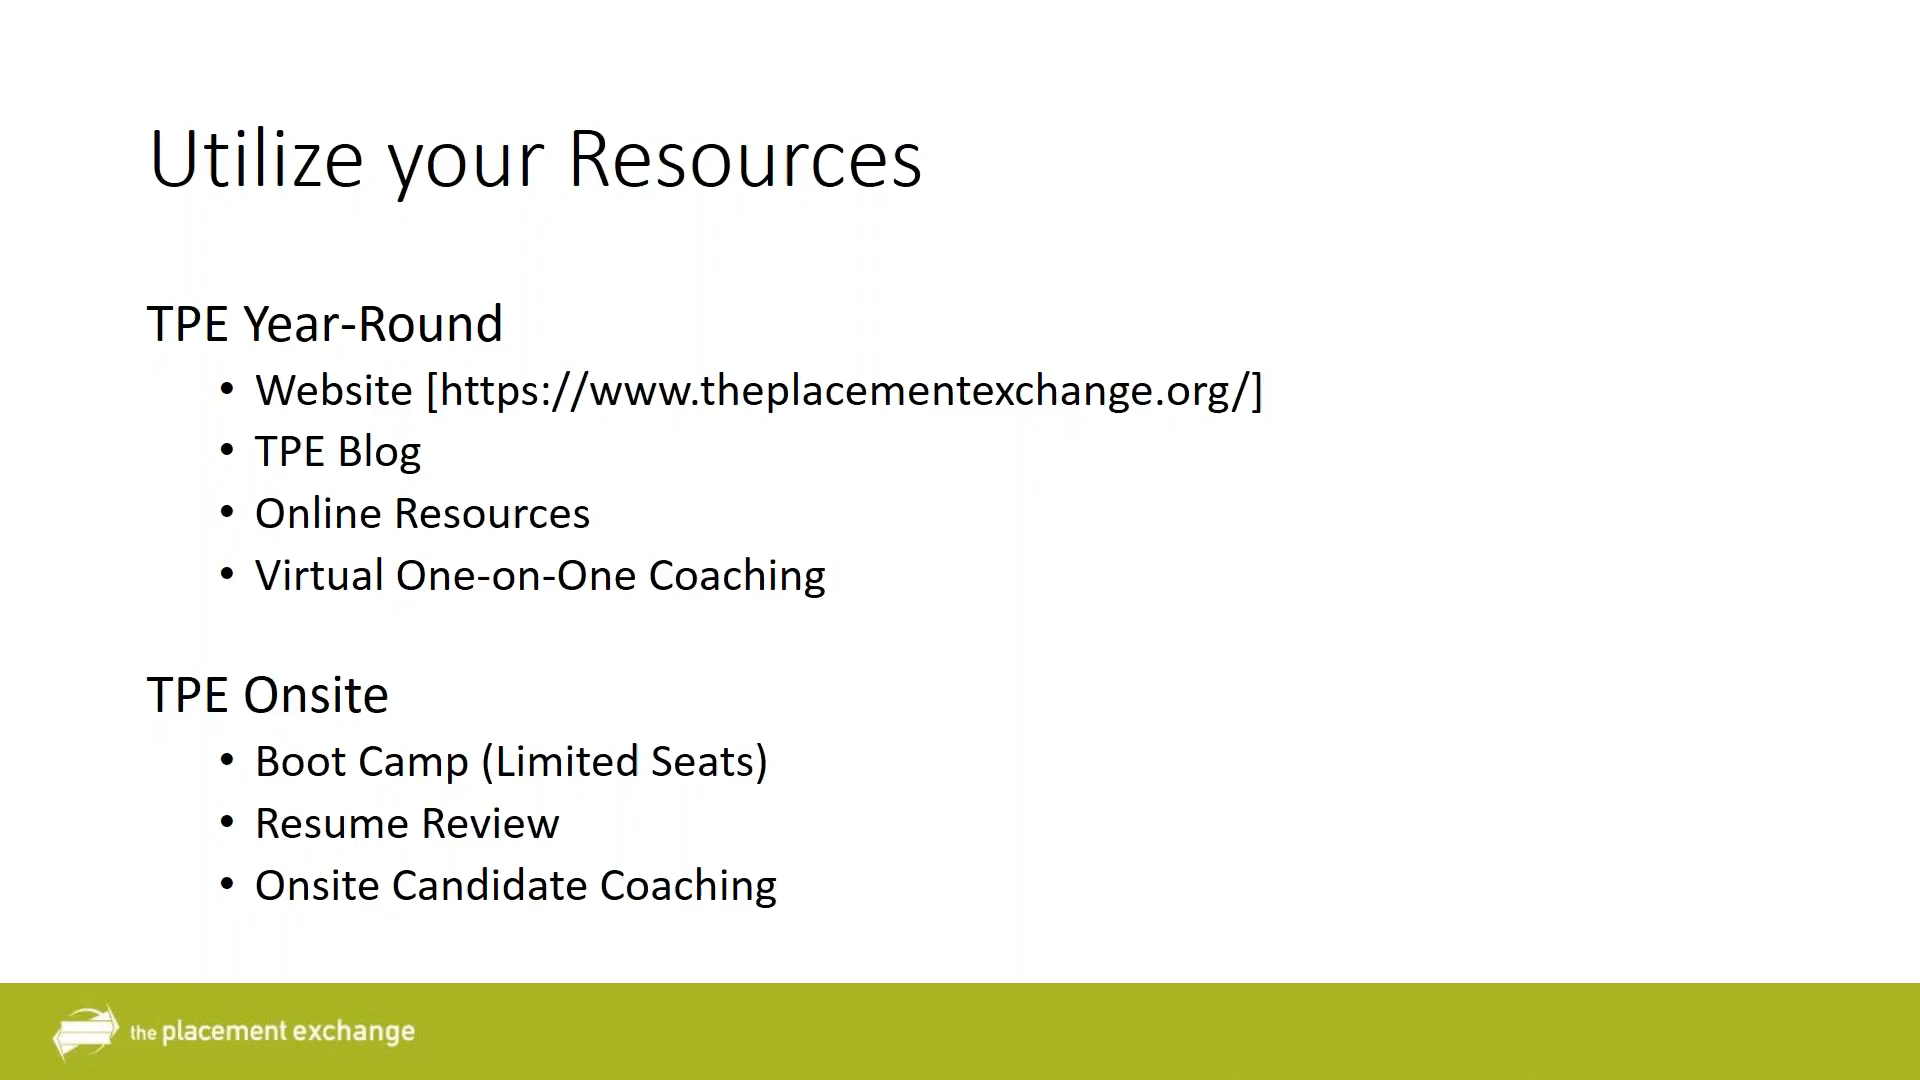 Utilize your Resources
TPE Year-Round
• Website [https://www.theplacementexchange.org/]
• TPE Blog
• Online Resources
• Virtual One-on-One Coaching
TPE Onsite
• Boot Camp (Limited Seats)
• Resume Review
• Onsite Candidate Coaching
the placement exchange